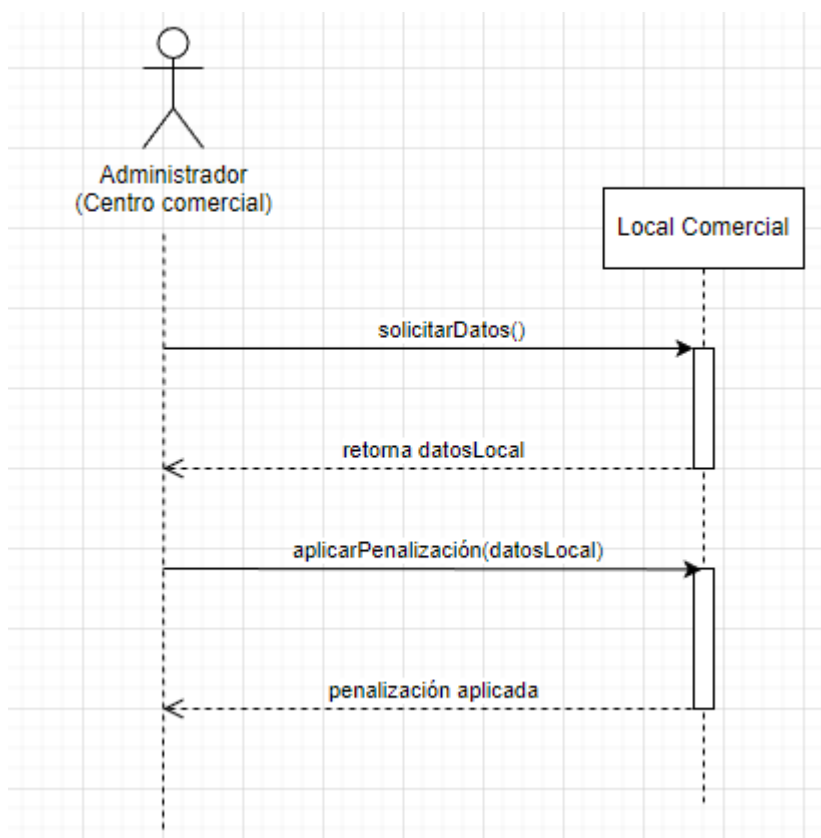 Administrador
(Centro comercial)
Local Comercial
solicitarDatos()
retorna datosLocal
aplicarPenalización(datosLocal)
penalización aplicada